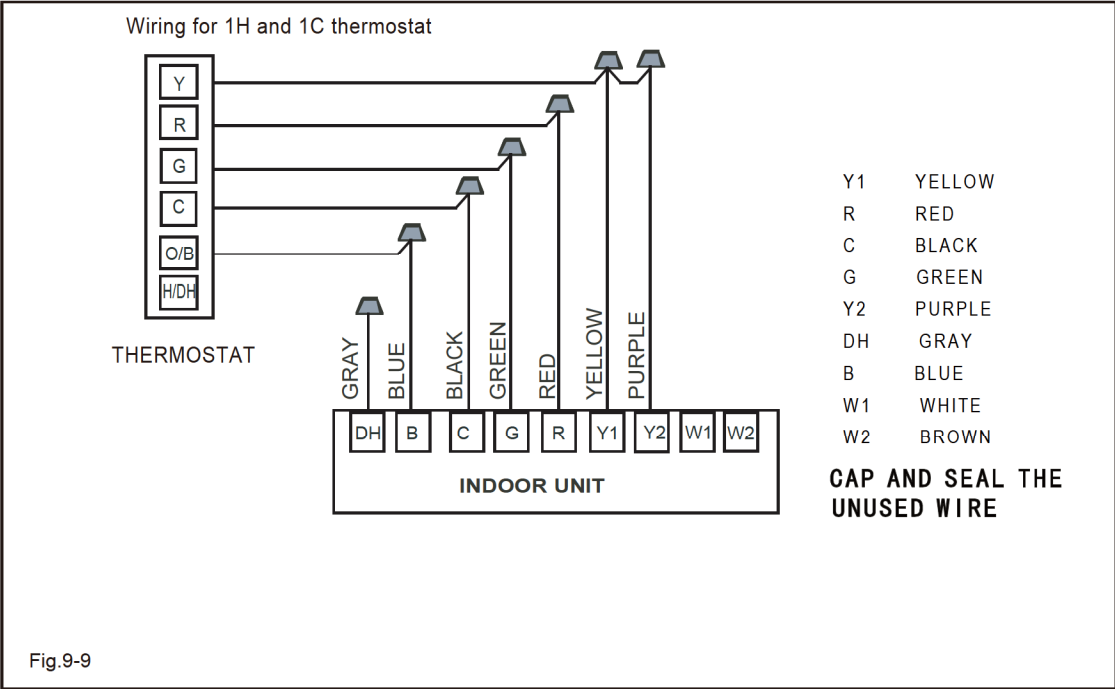 Wiring for 1H and 1C thermostat
Y
R
G
C
O/B
H/DH
THERMOSTAT
GRAY
BLUE
BLACK
GREEN
RED
YELLOW
PURPLE
DH B C G R Y1 Y2 W1 W2
INDOOR UNIT
Y1 YELLOW
R RED
C BLACK
G GREEN
Y2 PURPLE
DH GRAY
B BLUE
W1 WHITE
W2 BROWN
CAP AND SEAL THE
UNUSED WIRE
Fig.9-9